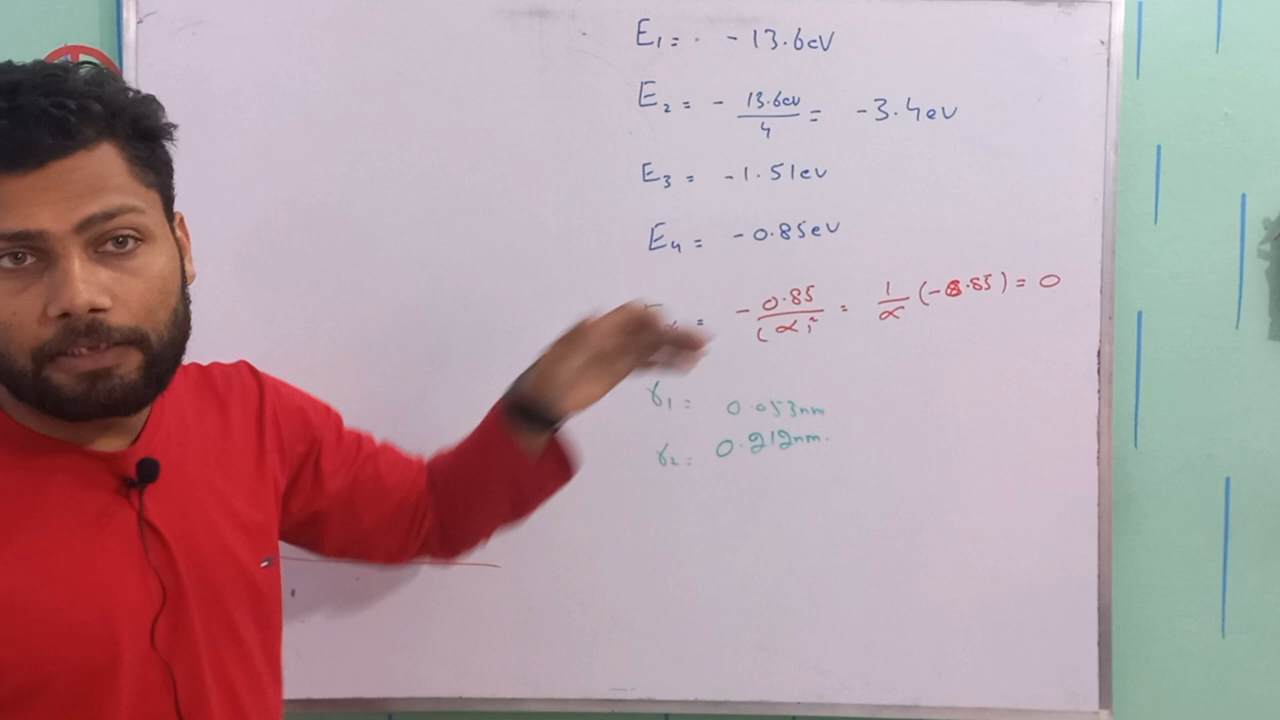 E₁ = - 13.6eV
E₂ = - 13.6ev / 4 = -3.4ev
E₃ = -1.51ev
E₄ = -0.85eV
= - 0.85 / (α)² = 1/α (-8.85) = 0
r₁ = 0.053nm
r₂ = 0.212nm.